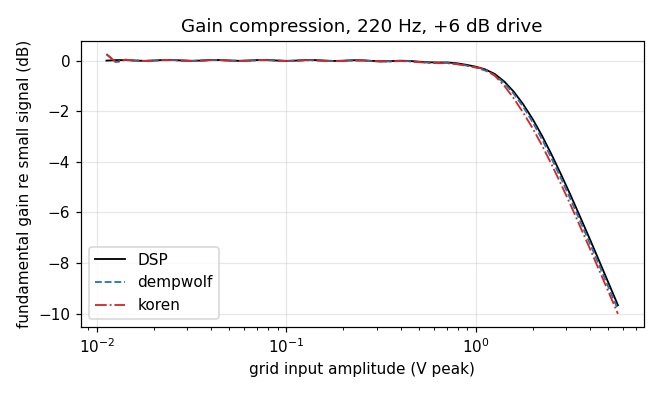 Gain compression, 220 Hz, +6 dB drive
fundamental gain re small signal (dB)
0
−2
−4
−6
−8
−10
DSP
dempwolf
koren
10⁻²
10⁻¹
10⁰
grid input amplitude (V peak)